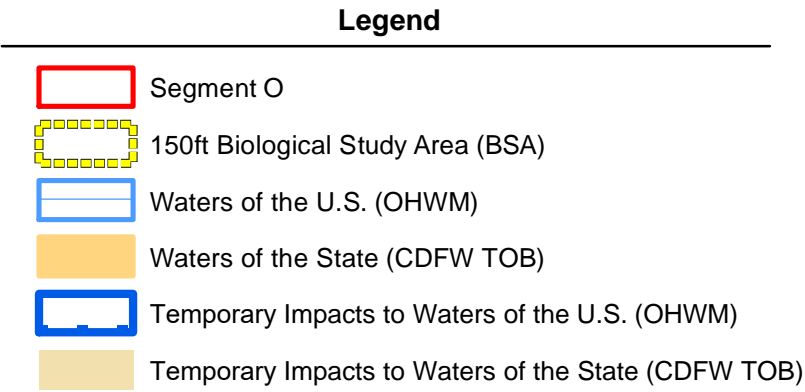 Legend
Segment O
150ft Biological Study Area (BSA)
Waters of the U.S. (OHWM)
Waters of the State (CDFW TOB)
Temporary Impacts to Waters of the U.S. (OHWM)
Temporary Impacts to Waters of the State (CDFW TOB)